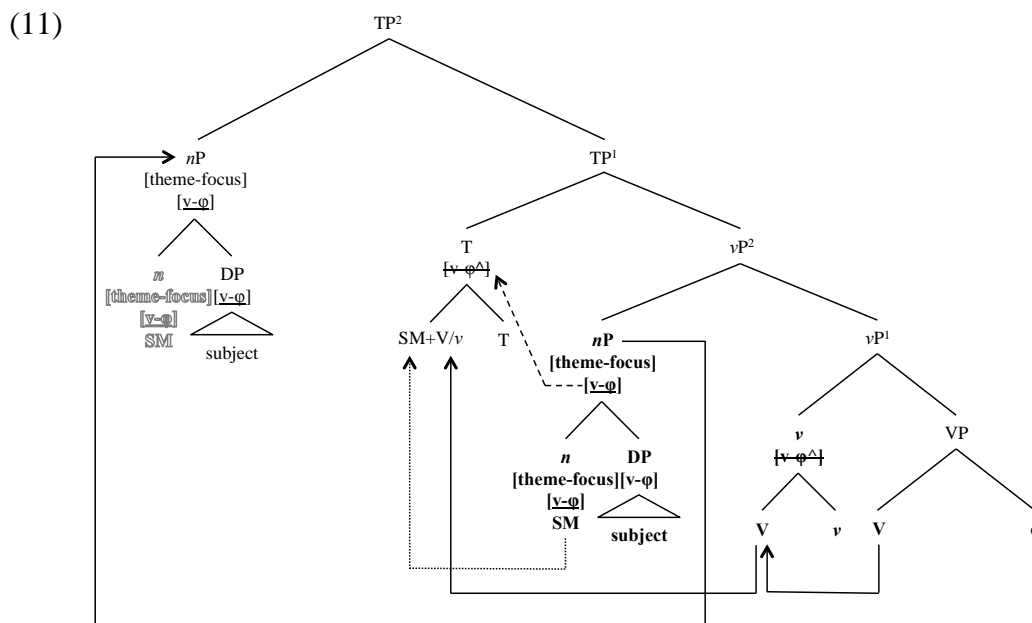 (11)
TP²
nP
[theme-focus]
[v-φ]
TP¹
n
[theme-focus]
[v-φ]
SM
DP
[v-φ]
subject
T
[v-φ^]
vP²
SM+V/v
T
nP
[theme-focus]
[v-φ]
vP¹
n
[theme-focus]
[v-φ]
SM
DP
[v-φ]
subject
v
[v-φ^]
VP
V
v
V